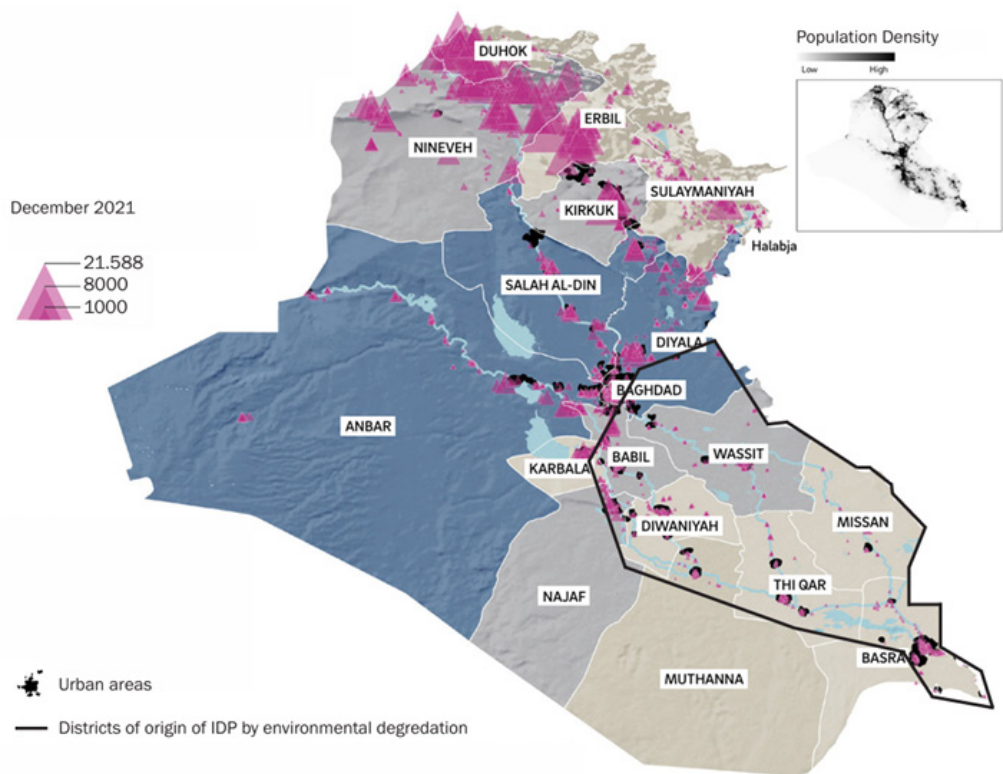 Population Density
Low High
December 2021
21.588
8000
1000
DUHOK
ERBIL
NINEVEH
SULAYMANIYAH
KIRKUK
Halabja
SALAH AL-DIN
DIYALA
BAGHDAD
ANBAR
WASSIT
BABIL
KARBALA
MISSAN
DIWANIYAH
THI QAR
NAJAF
BASRA
MUTHANNA
Urban areas
Districts of origin of IDP by environmental degredation